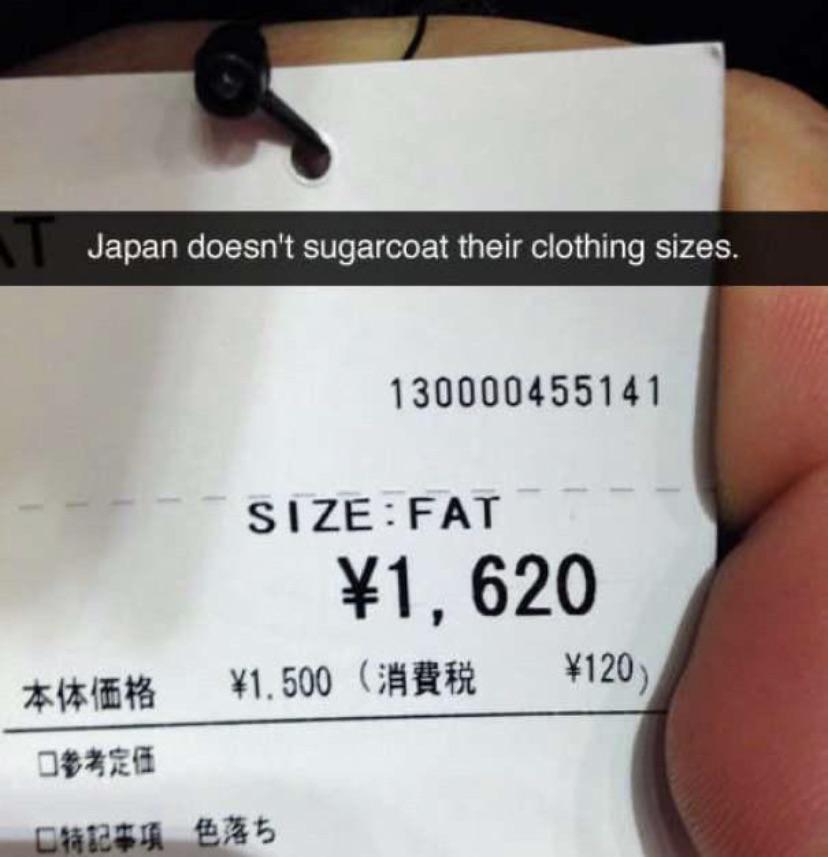 AT
Japan doesn't sugarcoat their clothing sizes.
130000455141
SIZE:FAT
¥1,620
本体価格 ¥1.500 (消費税 ¥120)
□参考定価
□特記事項 色落ち